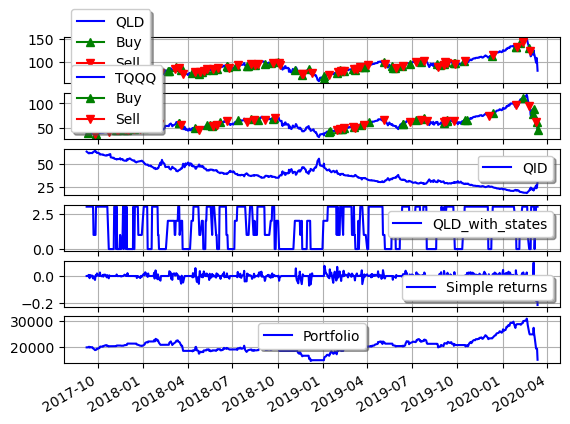 QLD
Buy
Sell
150
100
TQQQ
Buy
Sell
100
50
50
25
QID
2.5
0.0
QLD_with_states
0.0
−0.2
Simple returns
30000
20000
Portfolio
2017-10
2018-01
2018-04
2018-07
2018-10
2019-01
2019-04
2019-07
2019-10
2020-01
2020-04